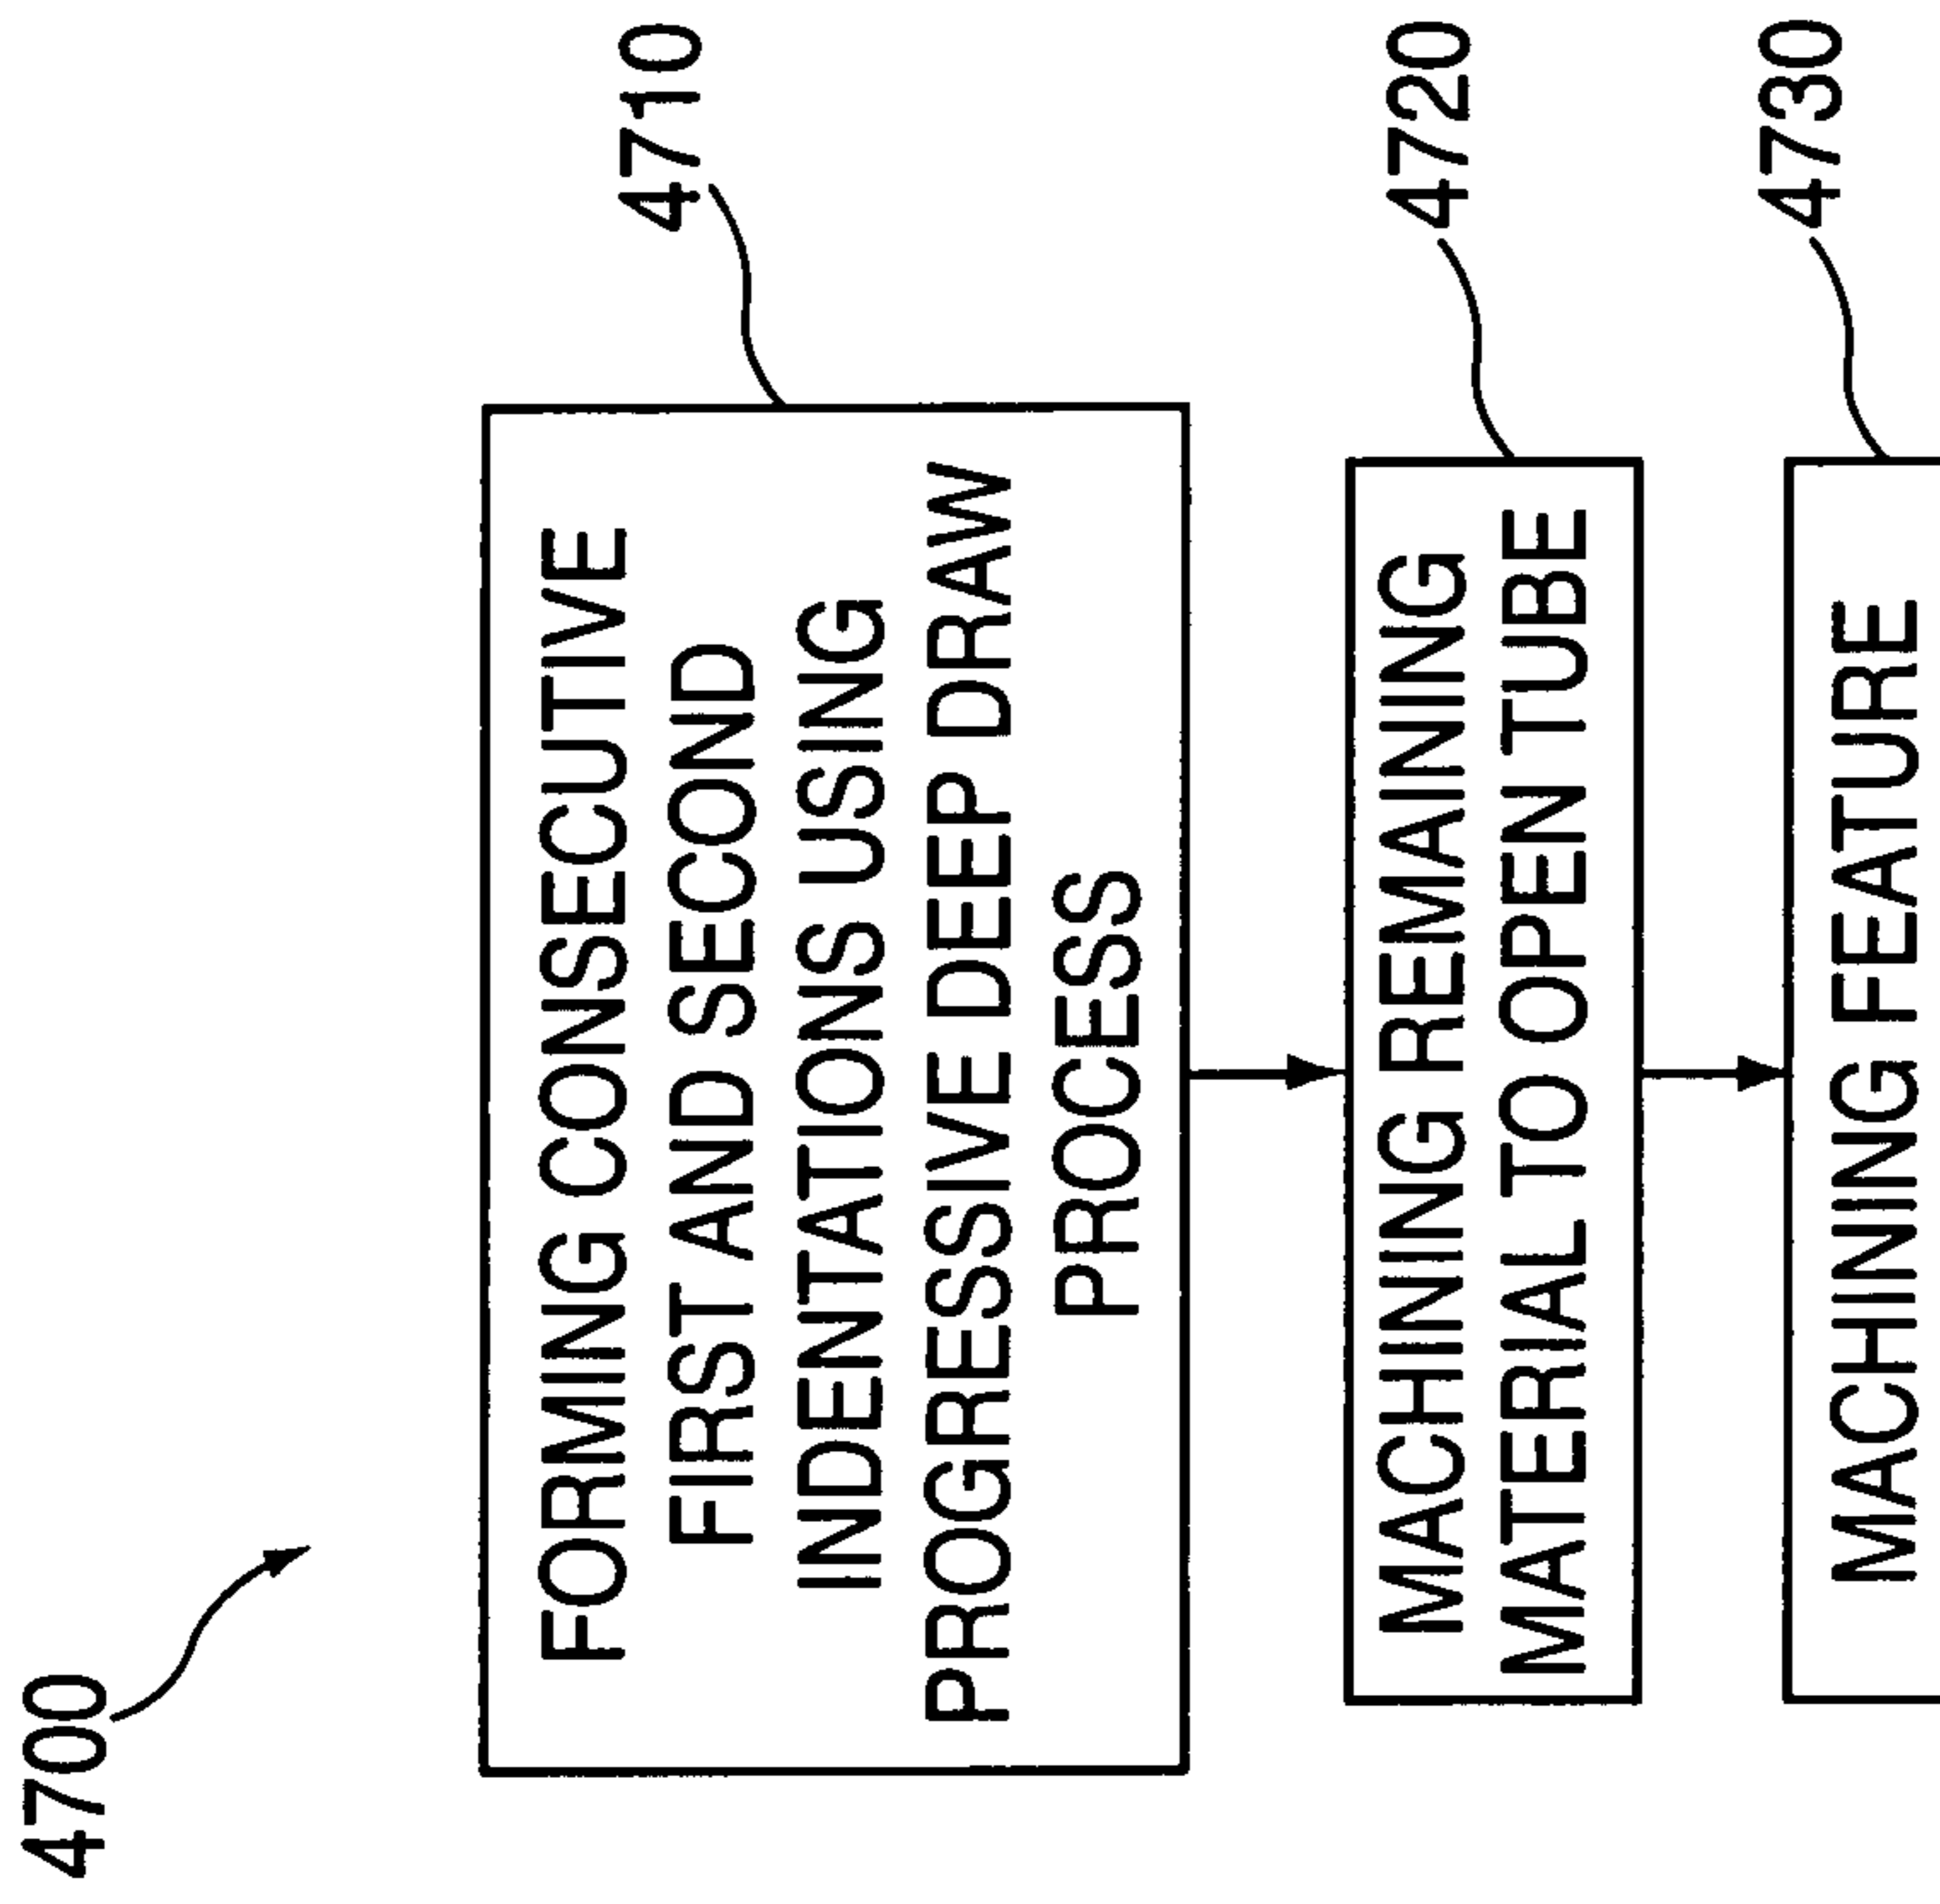 4700
FORMING CONSECUTIVE
FIRST AND SECOND
INDENTATIONS USING
PROGRESSIVE DEEP DRAW
PROCESS
4710
MACHINING REMAINING
MATERIAL TO OPEN TUBE
4720
MACHINING FEATURE
4730